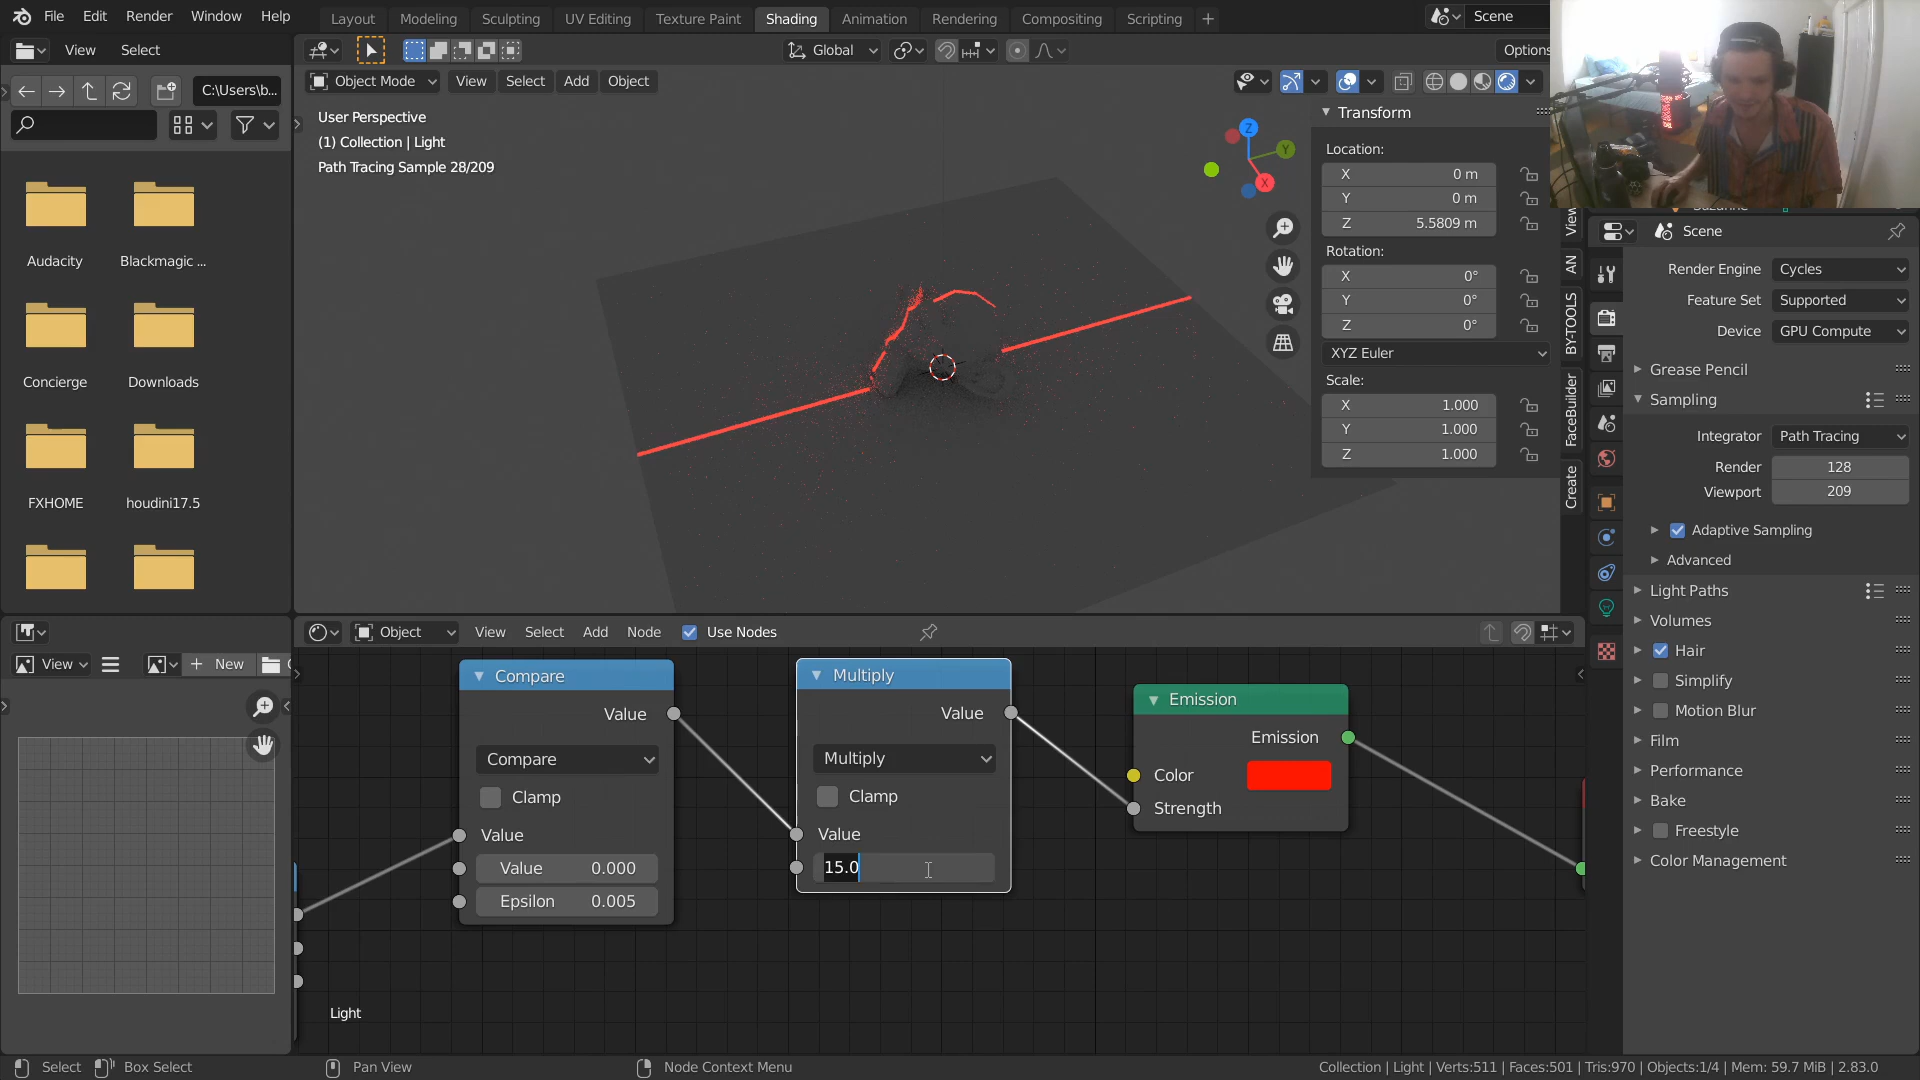 File Edit Render Window Help
Layout Modeling Sculpting UV Editing Texture Paint Shading Animation Rendering Compositing Scripting +
Scene
View Select
Global
Options
C:\Users\b...
Object Mode View Select Add Object
User Perspective
(1) Collection | Light
Path Tracing Sample 28/209
Z
Y
X
Transform
Location:
X 0 m
Y 0 m
Z 5.5809 m
Rotation:
X 0°
Y 0°
Z 0°
XYZ Euler
Scale:
X 1.000
Y 1.000
Z 1.000
View
AN
BY-TOOLS
FaceBuilder
Create
Audacity Blackmagic ...
Concierge Downloads
FXHOME houdini17.5
Scene
Render Engine Cycles
Feature Set Supported
Device GPU Compute
Grease Pencil
Sampling
Integrator Path Tracing
Render 128
Viewport 209
Adaptive Sampling
Advanced
Light Paths
Volumes
Hair
Simplify
Motion Blur
Film
Performance
Bake
Freestyle
Color Management
Object View Select Add Node Use Nodes
View + New
Compare
Value
Compare
Clamp
Value
Value 0.000
Epsilon 0.005
Multiply
Value
Multiply
Clamp
Value
15.0
Emission
Emission
Color
Strength
Light
Select Box Select Pan View Node Context Menu
Collection | Light | Verts:511 | Faces:501 | Tris:970 | Objects:1/4 | Mem: 59.7 MiB | 2.83.0